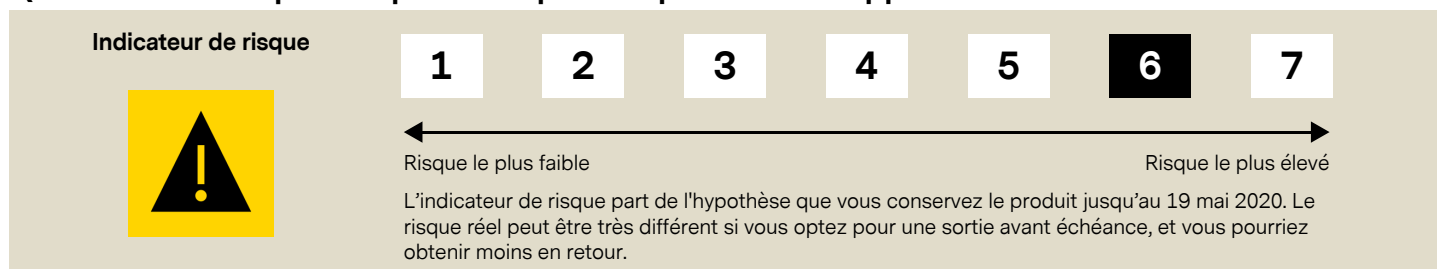 Indicateur de risque
1 2 3 4 5 6 7
Risque le plus faible Risque le plus élevé
L’indicateur de risque part de l'hypothèse que vous conservez le produit jusqu’au 19 mai 2020. Le
risque réel peut être très différent si vous optez pour une sortie avant échéance, et vous pourriez
obtenir moins en retour.